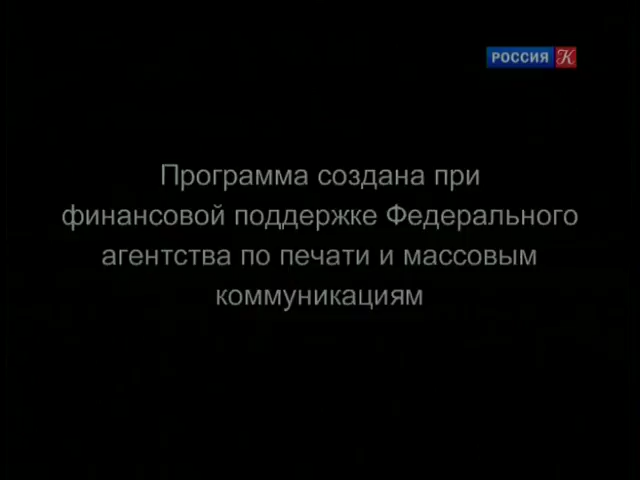 РОССИЯ К
Программа создана при
финансовой поддержке Федерального
агентства по печати и массовым
коммуникациям